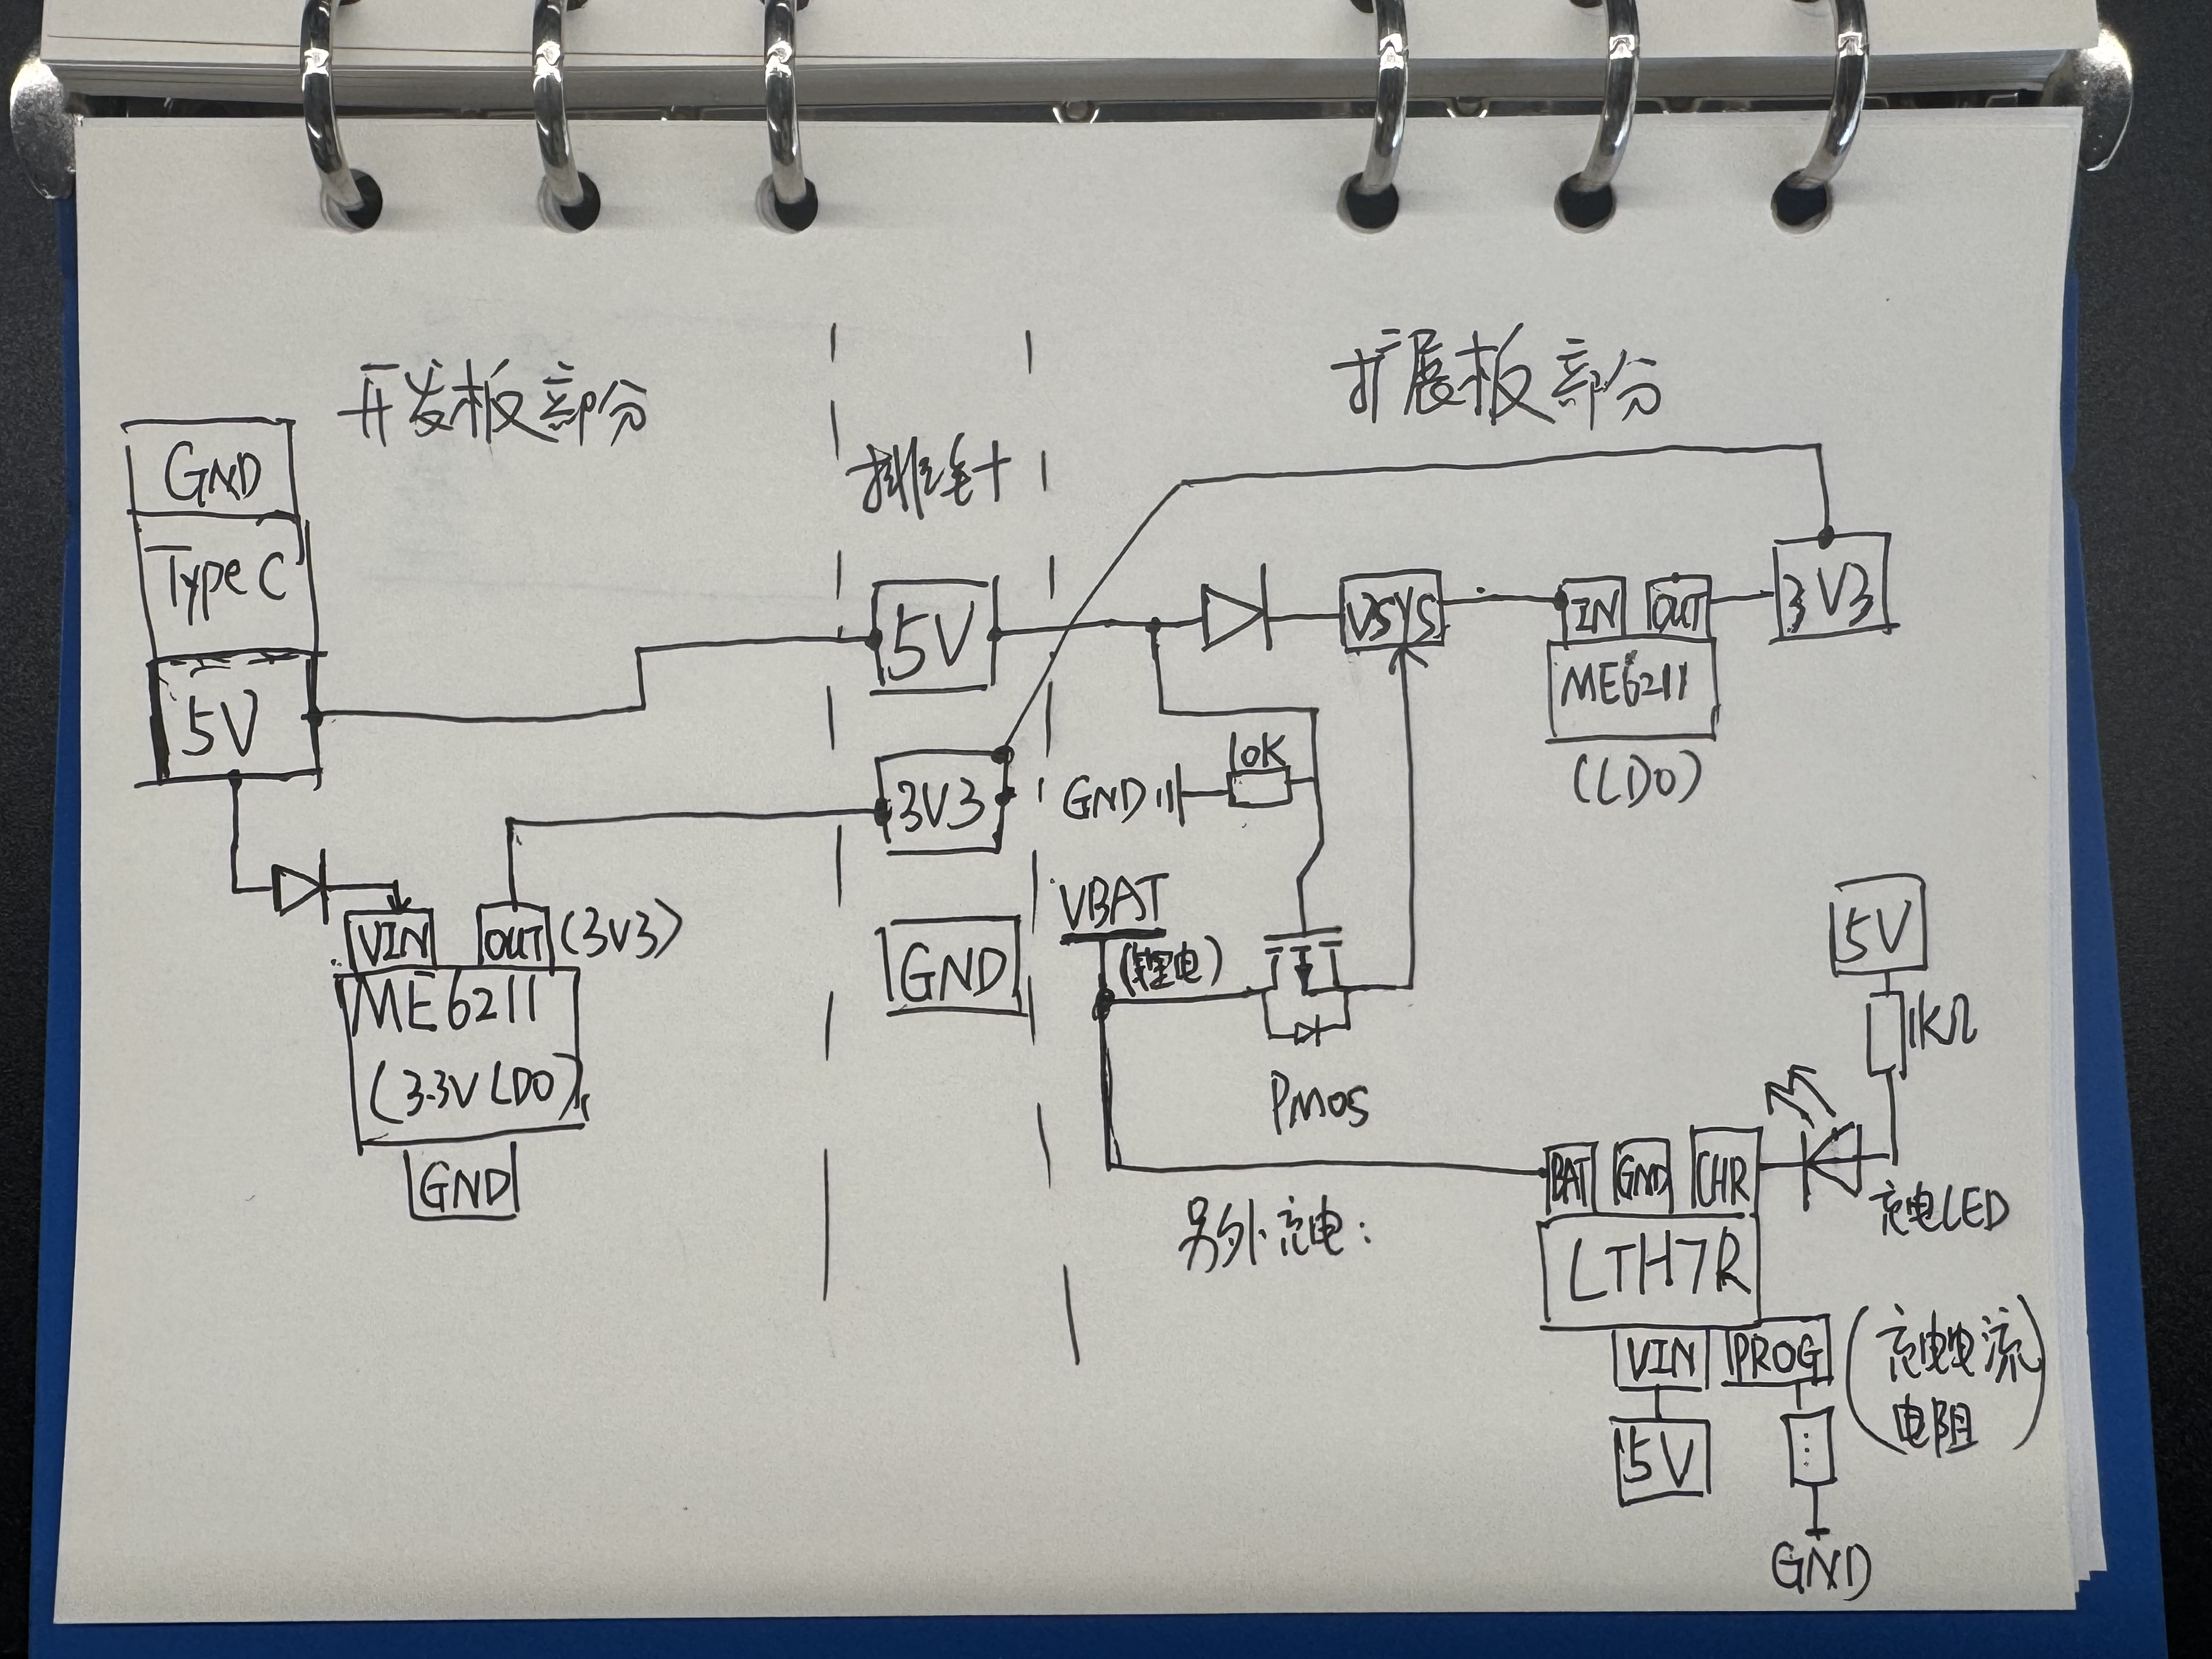 开发板部分
扩展板部分
排针
GND
Type C
5V
VIN
OUT
(3V3)
ME6211
(3.3V LDO)
GND
5V
3V3
GND
VSYS
IN
OUT
ME6211
(LDO)
3V3
10K
GND
VBAT
(锂电)
PMOS
5V
1KΩ
BAT
GND
CHR
充电LED
另外充电:
LTH7R
VIN
PROG
(充电电流
电阻)
5V
GND